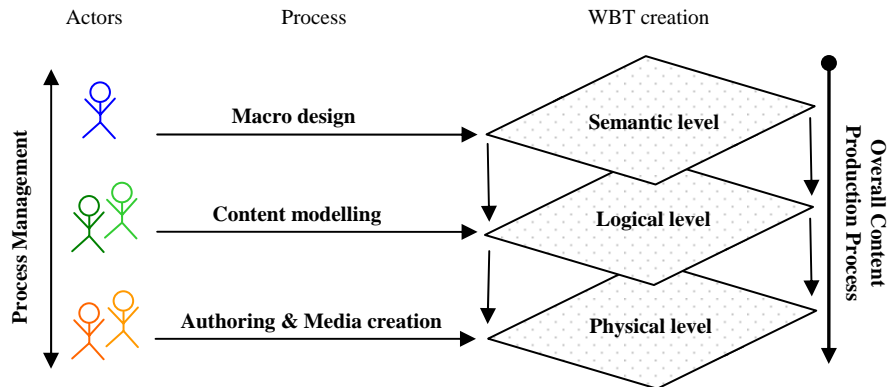 Actors
Process
WBT creation
Process Management
Macro design
Semantic level
Content modelling
Logical level
Authoring & Media creation
Physical level
Overall Content
Production Process